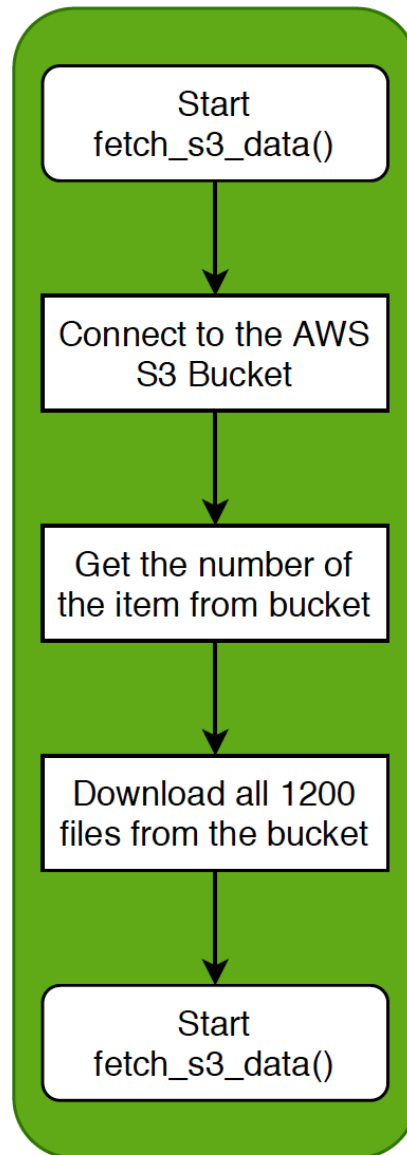 Start
fetch_s3_data()
Connect to the AWS
S3 Bucket
Get the number of
the item from bucket
Download all 1200
files from the bucket
Start
fetch_s3_data()